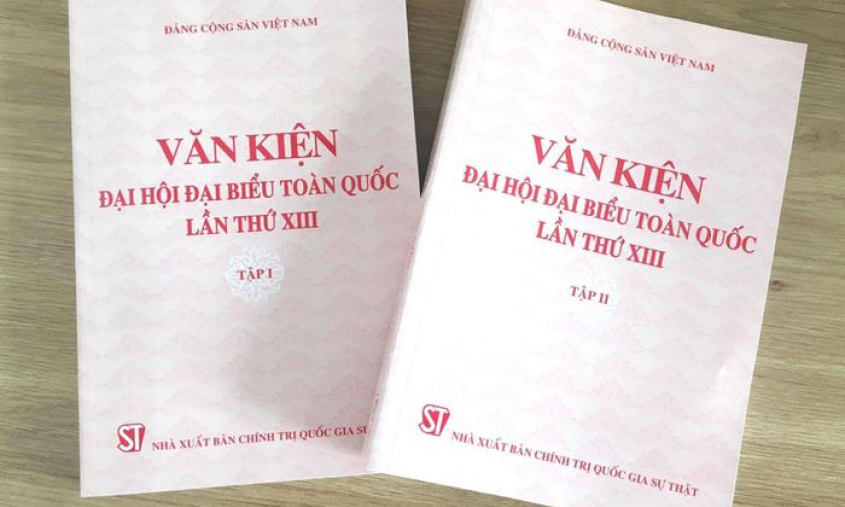 ĐẢNG CỘNG SẢN VIỆT NAM
VĂN KIỆN
ĐẠI HỘI ĐẠI BIỂU TOÀN QUỐC
LẦN THỨ XIII
TẬP I
ST
NHÀ XUẤT BẢN CHÍNH TRỊ QUỐC GIA SỰ
ĐẢNG CỘNG SẢN VIỆT NAM
VĂN KIỆN
ĐẠI HỘI ĐẠI BIỂU TOÀN QUỐC
LẦN THỨ XIII
TẬP II
ST
NHÀ XUẤT BẢN CHÍNH TRỊ QUỐC GIA SỰ THẬT